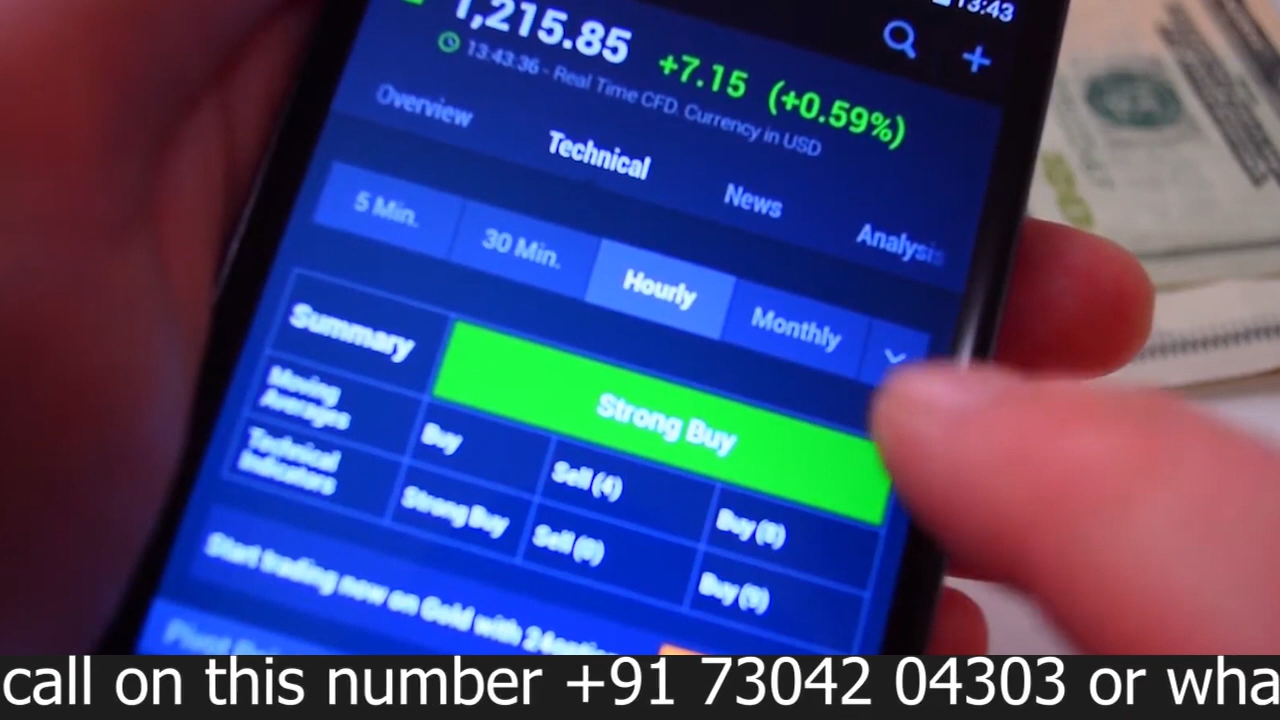 13:43
1,215.85 +7.15 (+0.59%)
13:43:36 - Real Time CFD. Currency in USD
Overview Technical News Analysis
5 Min. 30 Min. Hourly Monthly
Summary Strong Buy
Moving Averages Buy Sell (4) Buy (8)
Technical Indicators Strong Buy Sell (0) Buy (9)
Start trading now on Gold with 24option
call on this number +91 73042 04303 or wha